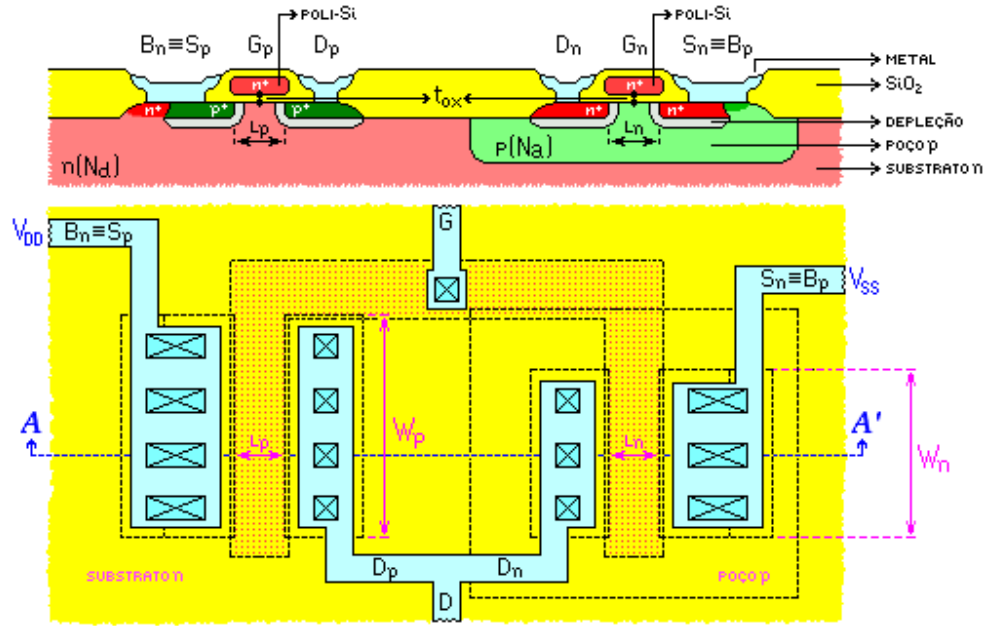 POLI-Si POLI-Si
Bn≡Sp Gp Dp Dn Gn Sn≡Bp
METAL
n+ n+ SiO2
tox
n+ p+ p+ n+ n+
DEPLEÇÃO
Lp Ln
p(Na) POÇO p
n(Nd) SUBSTRATO n
G
VDD Bn≡Sp
Sn≡Bp VSS
A A'
Lp Wp Ln Wn
Dp Dn
SUBSTRATO n POÇO p
D